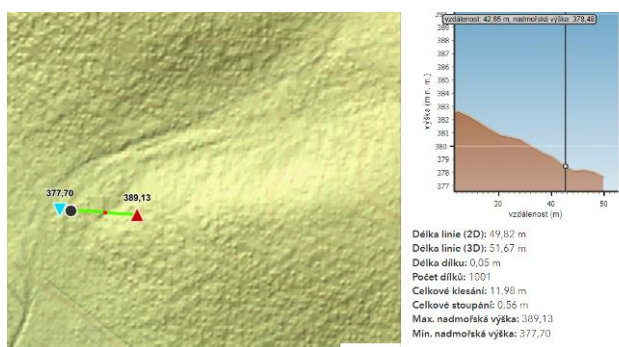 377,70
389,13
vzdálenost: 42,65 m, nadmořská výška: 378,48
výška (m n. m.)
389
388
387
386
385
384
383
382
381
380
379
378
377
30
40
50
vzdálenost (m)
Délka linie (2D): 49,82 m
Délka linie (3D): 51,67 m
Délka dílku: 0,05 m
Počet dílků: 1001
Celkové klesání: 11,98 m
Celkové stoupání: 0,56 m
Max. nadmořská výška: 389,13
Min. nadmořská výška: 377,70